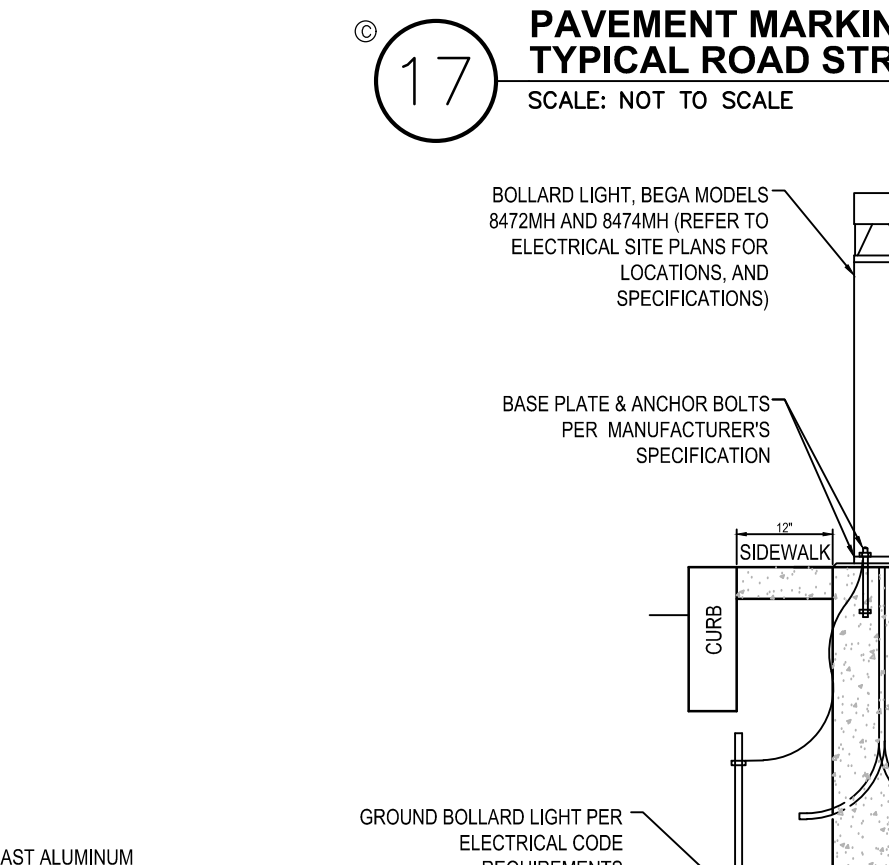 ©
17
PAVEMENT MARKIN
TYPICAL ROAD STR
SCALE: NOT TO SCALE
BOLLARD LIGHT, BEGA MODELS
8472MH AND 8474MH (REFER TO
ELECTRICAL SITE PLANS FOR
LOCATIONS, AND
SPECIFICATIONS)
BASE PLATE & ANCHOR BOLTS
PER MANUFACTURER'S
SPECIFICATION
12"
SIDEWALK
CURB
GROUND BOLLARD LIGHT PER
ELECTRICAL CODE
REQUIREMENTS
AST ALUMINUM